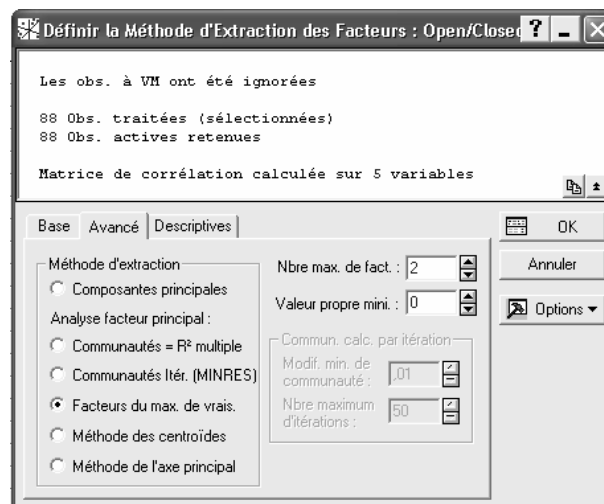 Définir la Méthode d'Extraction des Facteurs : Open/Closed
Les obs. à VM ont été ignorées
88 Obs. traitées (sélectionnées)
88 Obs. actives retenues
Matrice de corrélation calculée sur 5 variables
Base Avancé Descriptives
OK
Annuler
Options
Méthode d'extraction
Composantes principales
Analyse facteur principal :
Communautés = R² multiple
Communautés Itér. (MINRES)
Facteurs du max. de vrais.
Méthode des centroïdes
Méthode de l'axe principal
Nbre max. de fact. : 2
Valeur propre mini. : 0
Commun. calc. par itération
Modif. min. de
communauté : ,01
Nbre maximum
d'itérations : 50